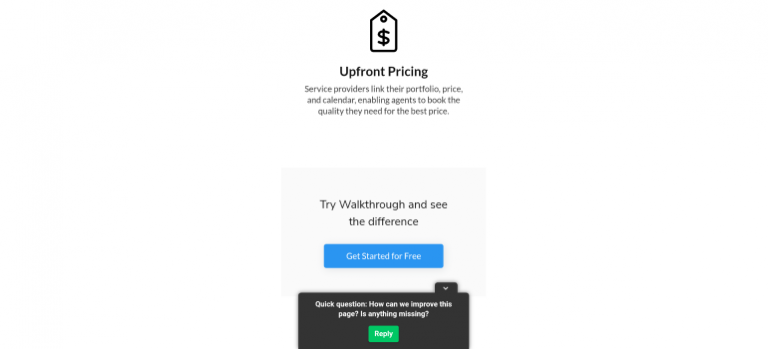 $
Upfront Pricing
Service providers link their portfolio, price,
and calendar, enabling agents to book the
quality they need for the best price.
Try Walkthrough and see
the difference
Get Started for Free
Quick question: How can we improve this
page? Is anything missing?
Reply